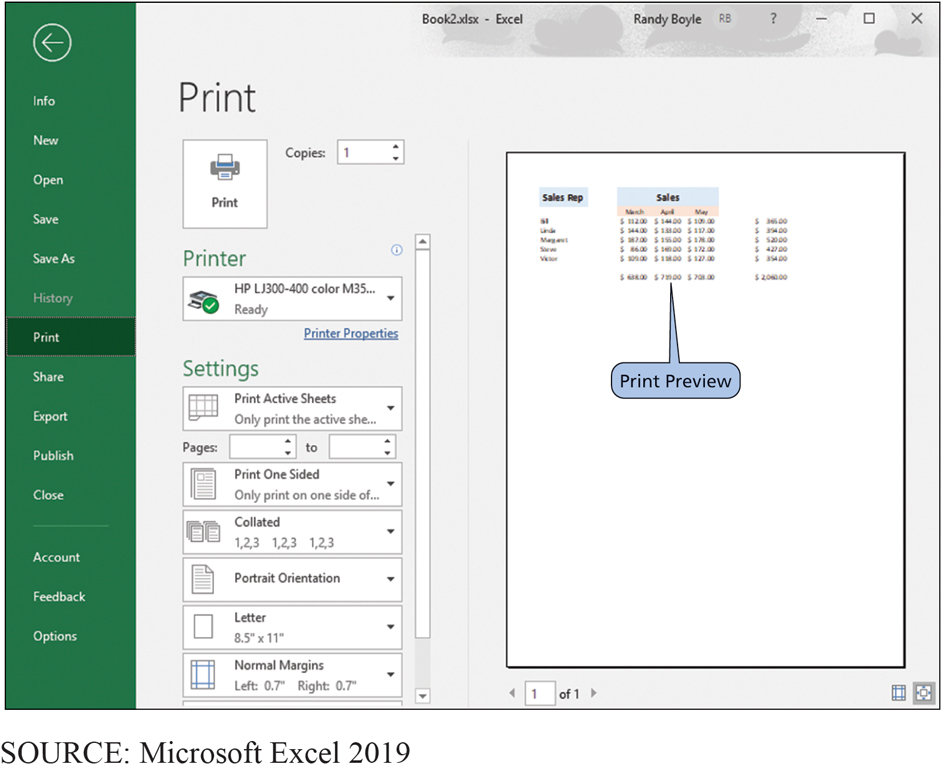 Book2.xlsx - Excel
Randy Boyle RB ?
Info
New
Open
Save
Save As
History
Print
Share
Export
Publish
Close
Account
Feedback
Options
Print
Print
Copies: 1
Printer
HP LJ300-400 color M35...
Ready
Printer Properties
Settings
Print Active Sheets
Only print the active she...
Pages: to
Print One Sided
Only print on one side of...
Collated
1,2,3 1,2,3 1,2,3
Portrait Orientation
Letter
8.5" x 11"
Normal Margins
Left: 0.7" Right: 0.7"
Sales Rep Sales
March April May
Bill $ 112.00 $ 144.00 $ 109.00 $ 365.00
Linda $ 144.00 $ 133.00 $ 117.00 $ 394.00
Margaret $ 187.00 $ 155.00 $ 178.00 $ 520.00
Steve $ 86.00 $ 169.00 $ 172.00 $ 427.00
Victor $ 109.00 $ 118.00 $ 127.00 $ 354.00
$ 638.00 $ 719.00 $ 703.00 $ 2,060.00
Print Preview
1 of 1
SOURCE: Microsoft Excel 2019